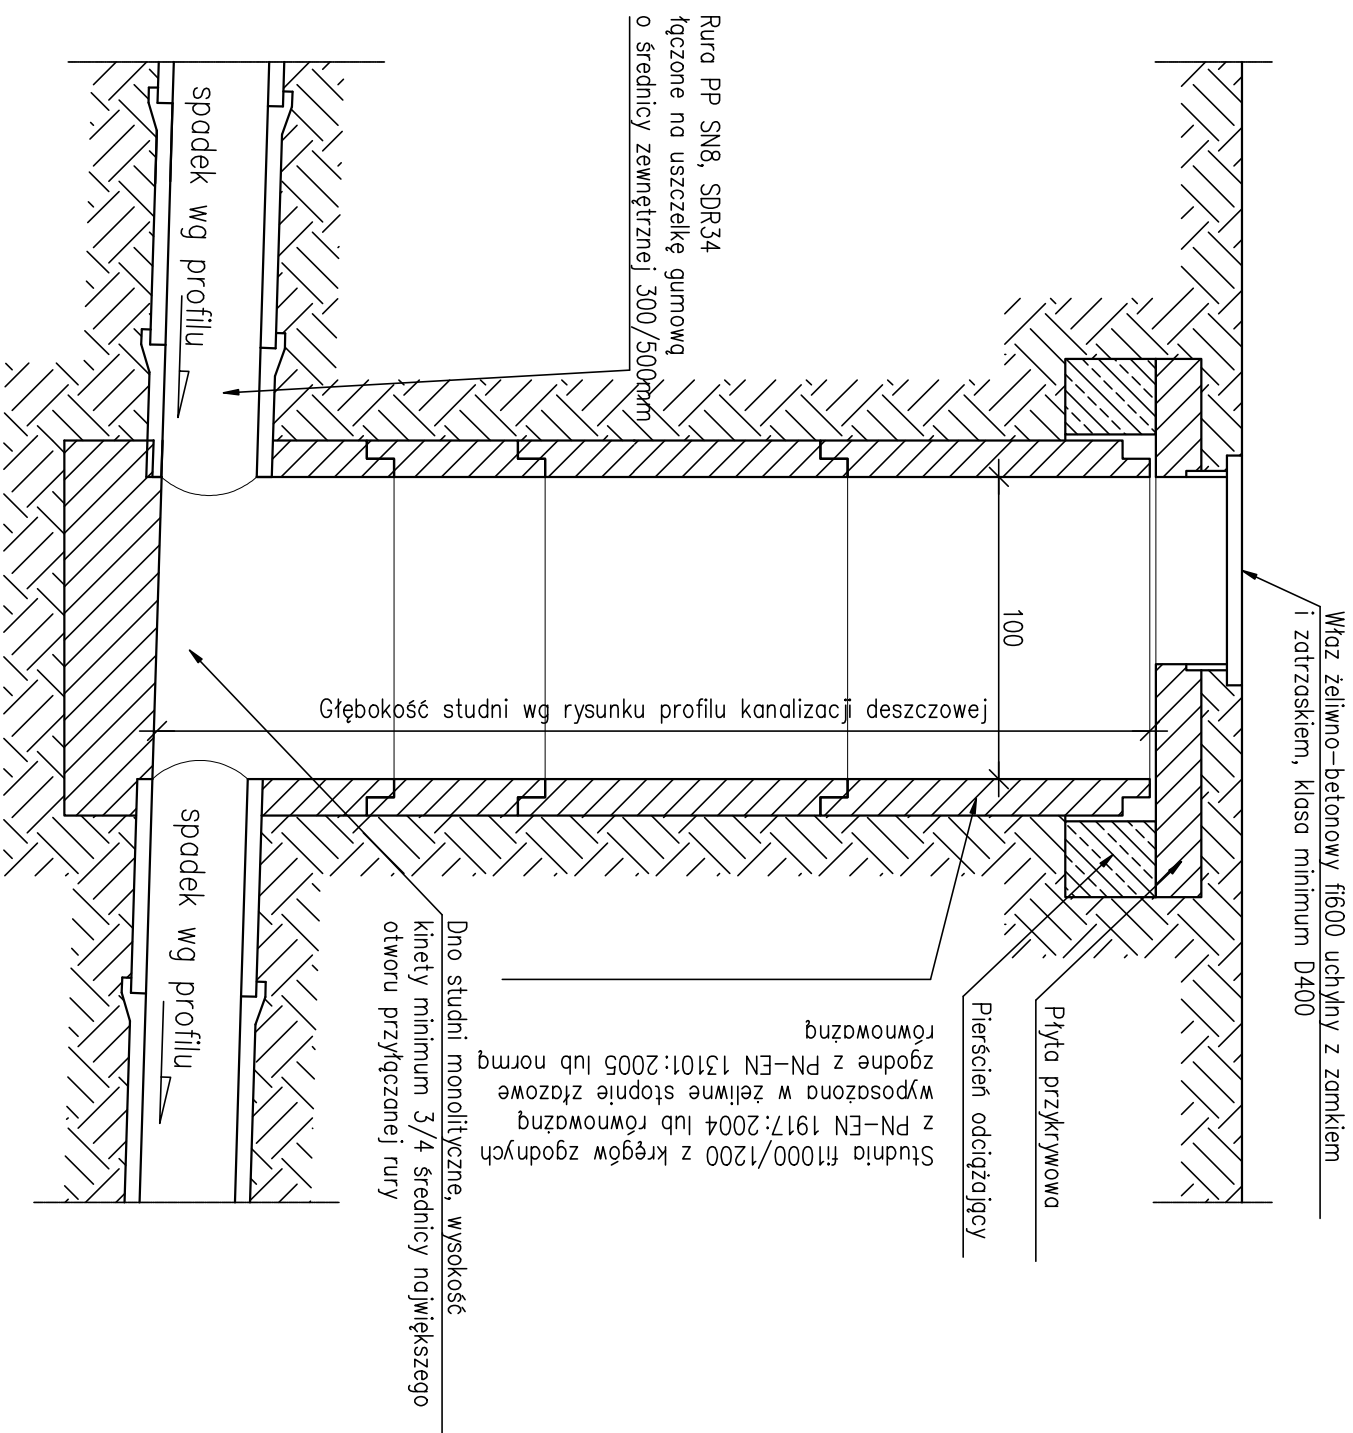 Właz żeliwno-betonowy fi600 uchylny z zamkiem
i zatrzaskiem, klasa minimum D400
Płyta przykrywowa
Pierścień odciążający
Studnia fi1000/1200 z kręgów zgodnych
z PN-EN 1917:2004 lub równoważną
wyposażona w żeliwne stopnie złazowe
zgodne z PN-EN 13101:2005 lub normą
równoważną
100
Głębokość studni wg rysunku profilu kanalizacji deszczowej
Rura PP SN8, SDR34
łączone na uszczelkę gumową
o średnicy zewnętrznej 300/500mm
spadek wg profilu
spadek wg profilu
Dno studni monolityczne, wysokość
kinety minimum 3/4 średnicy największego
otworu przyłączanej rury